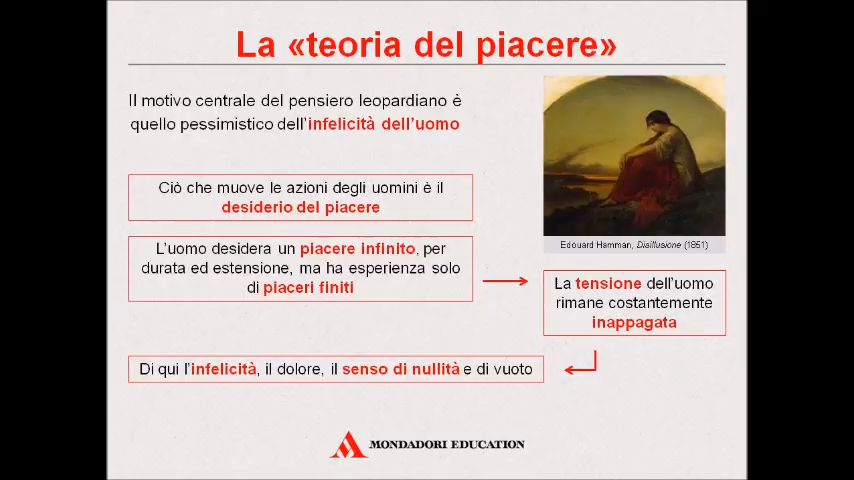 La «teoria del piacere»
Il motivo centrale del pensiero leopardiano è
quello pessimistico dell'infelicità dell'uomo
Ciò che muove le azioni degli uomini è il
desiderio del piacere
L'uomo desidera un piacere infinito, per
durata ed estensione, ma ha esperienza solo
di piaceri finiti
Edouard Hamman, Disillusione (1851)
La tensione dell'uomo
rimane costantemente
inappagata
Di qui l'infelicità, il dolore, il senso di nullità e di vuoto
MONDADORI EDUCATION